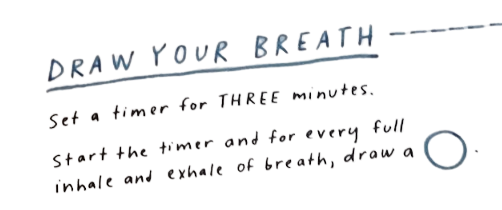 DRAW YOUR BREATH
Set a timer for THREE minutes.
Start the timer and for every full
inhale and exhale of breath, draw a .